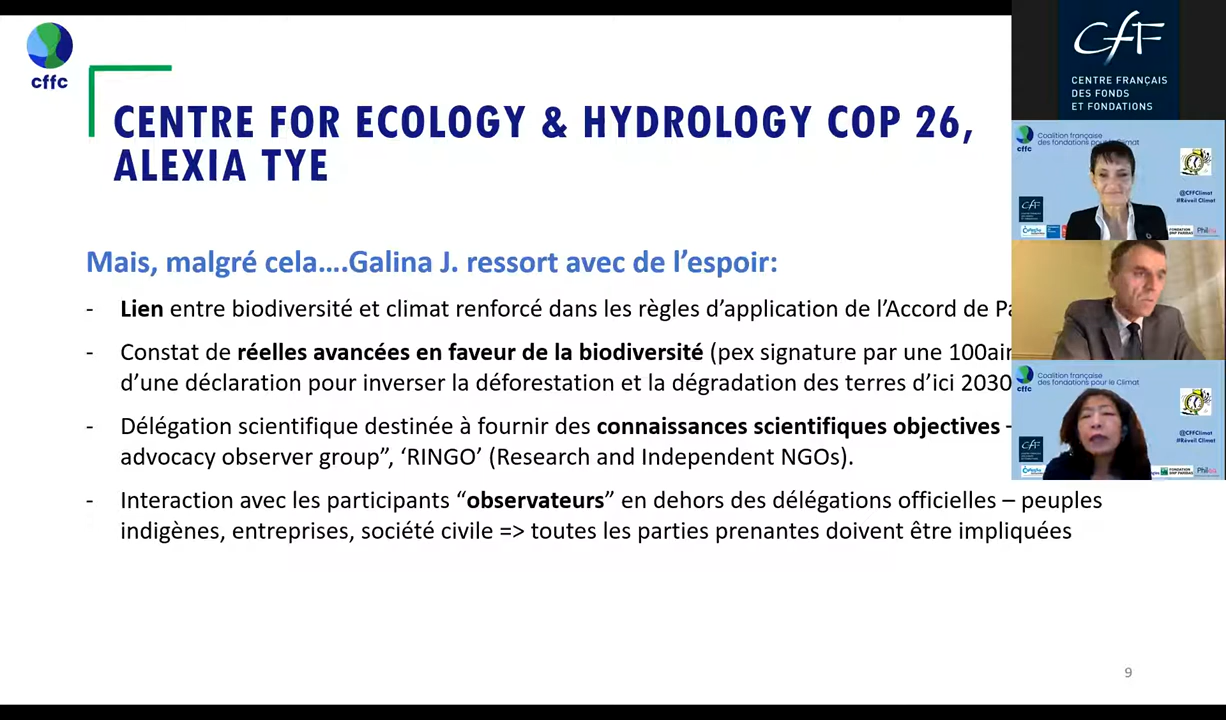 cffc
CENTRE FOR ECOLOGY & HYDROLOGY COP 26,
ALEXIA TYE
Mais, malgré cela….Galina J. ressort avec de l’espoir:
- Lien entre biodiversité et climat renforcé dans les règles d’application de l’Accord de
- Constat de réelles avancées en faveur de la biodiversité (pex signature par une
d’une déclaration pour inverser la déforestation et la dégradation des terres d’ici 2030
- Délégation scientifique destinée à fournir des connaissances scientifiques objectives -
advocacy observer group”, ‘RINGO’ (Research and Independent NGOs).
- Interaction avec les participants “observateurs” en dehors des délégations officielles – peuples
indigènes, entreprises, société civile => toutes les parties prenantes doivent être impliquées
9
CFF
CENTRE FRANÇAIS
DES FONDS
ET FONDATIONS
cffc
Coalition française
des fondations pour le Climat
@CFFClimat
#Réveil Climat
CFF
cffc
Coalition française
des fondations pour le Climat
@CFFClimat
#Réveil Climat
CFF